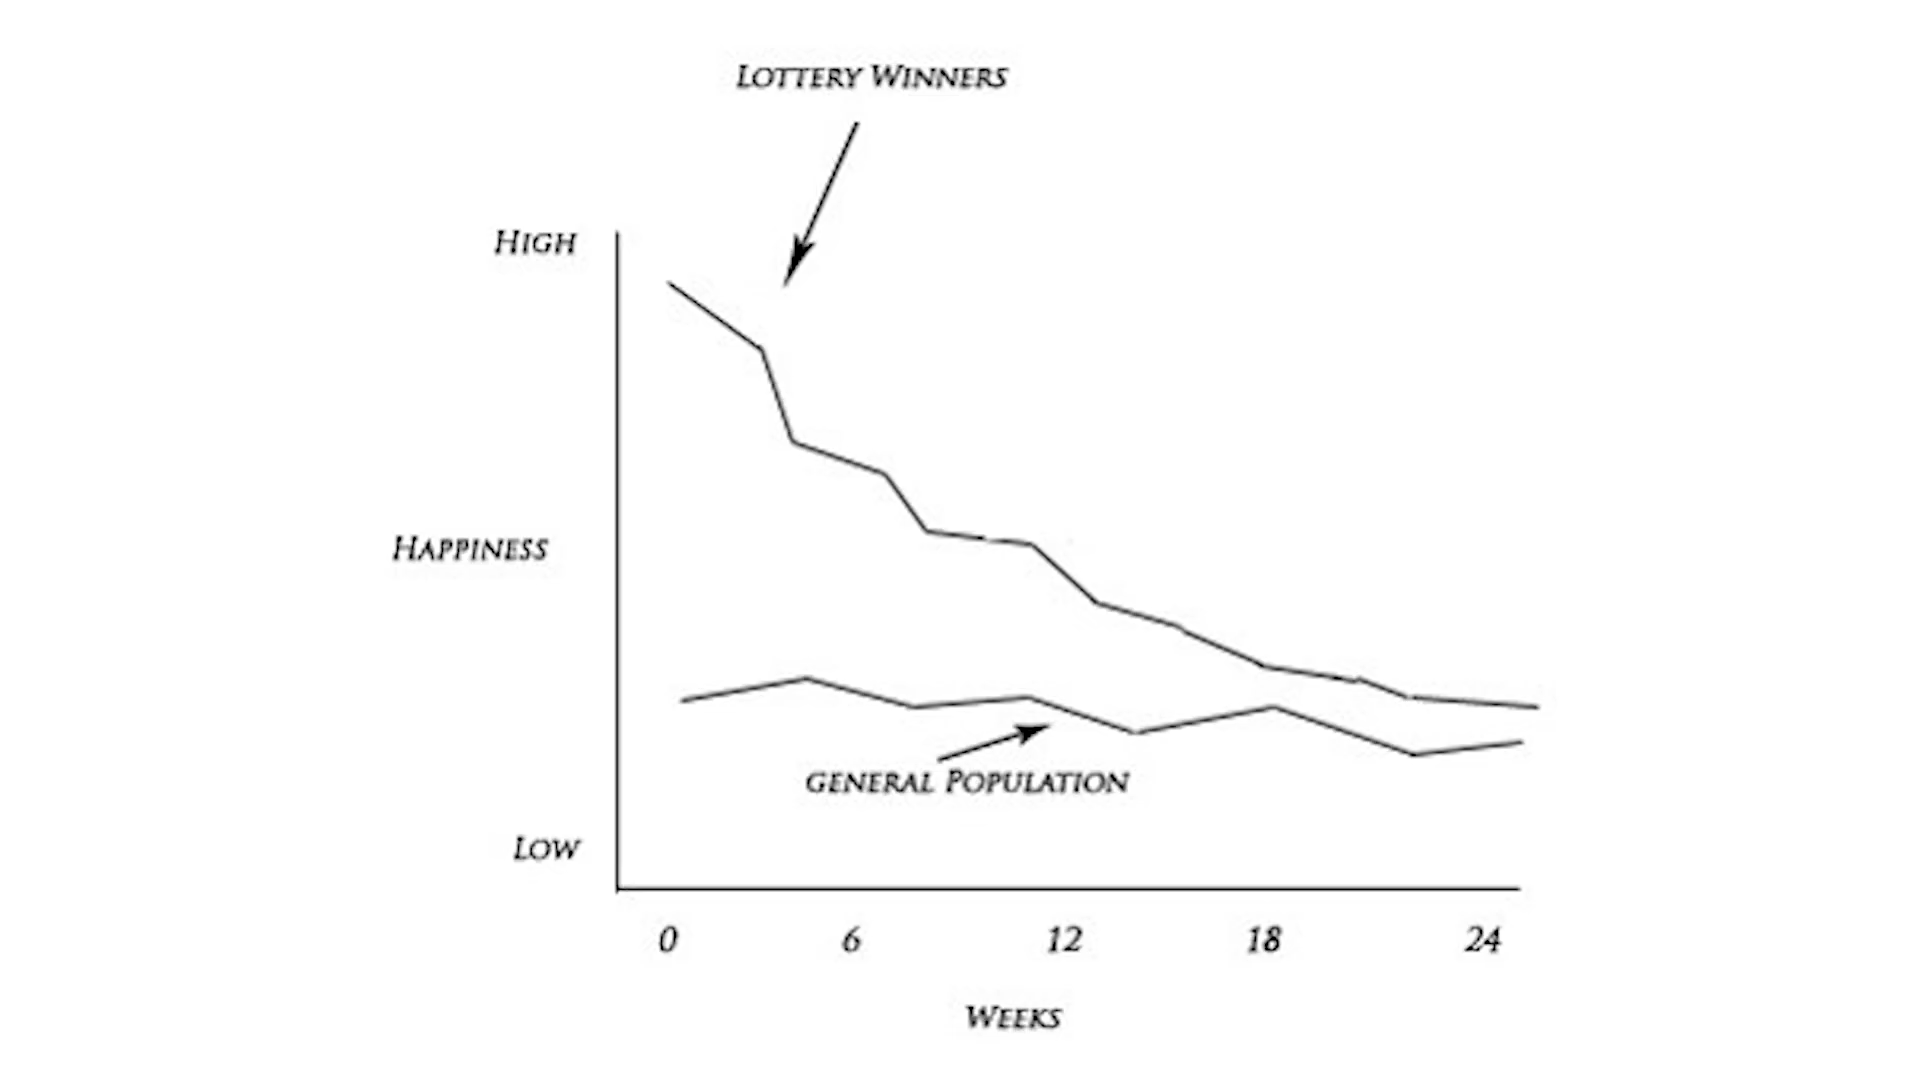 LOTTERY WINNERS
HIGH
HAPPINESS
GENERAL POPULATION
LOW
0 6 12 18 24
WEEKS